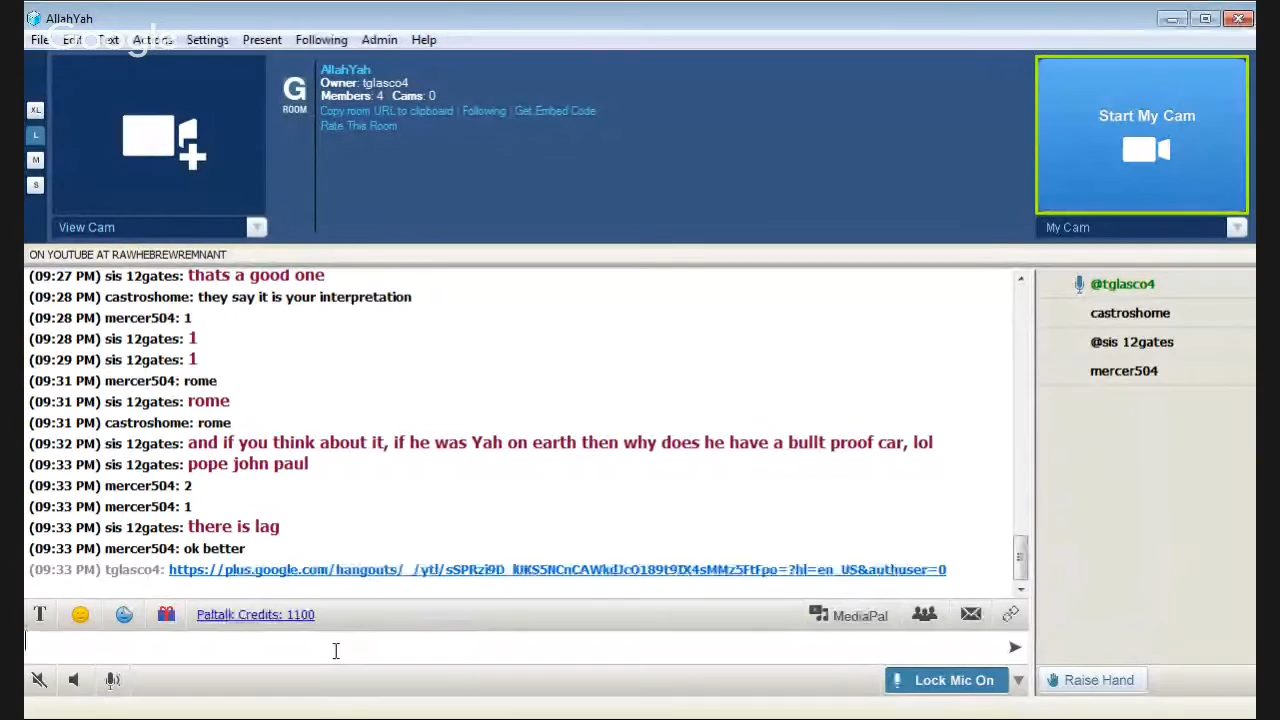 AllahYah
Google
File Edit Text Actions Settings Present Following Admin Help
XL
L
M
S
View Cam
G
ROOM
AllahYah
Owner: tglasco4
Members: 4 Cams: 0
Copy room URL to clipboard | Following | Get Embed Code
Rate This Room
Start My Cam
My Cam
ON YOUTUBE AT RAWHEBREWREMNANT
(09:27 PM) sis 12gates: thats a good one
(09:28 PM) castroshome: they say it is your interpretation
(09:28 PM) mercer504: 1
(09:28 PM) sis 12gates: 1
(09:29 PM) sis 12gates: 1
(09:31 PM) mercer504: rome
(09:31 PM) sis 12gates: rome
(09:31 PM) castroshome: rome
(09:32 PM) sis 12gates: and if you think about it, if he was Yah on earth then why does he have a bullt proof car, lol
(09:33 PM) sis 12gates: pope john paul
(09:33 PM) mercer504: 2
(09:33 PM) mercer504: 1
(09:33 PM) sis 12gates: there is lag
(09:33 PM) mercer504: ok better
(09:33 PM) tglasco4:
@tglasco4
castroshome
@sis 12gates
mercer504
T
Paltalk Credits: 1100
MediaPal
Lock Mic On
Raise Hand